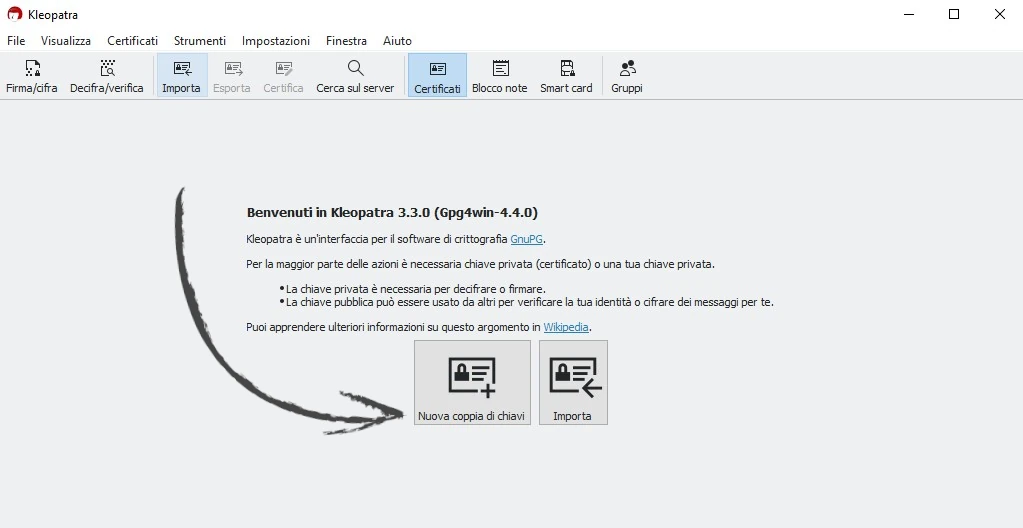 Kleopatra
File Visualizza Certificati Strumenti Impostazioni Finestra Aiuto
Firma/cifra Decifra/verifica Importa Esporta Certifica Cerca sul server Certificati Blocco note Smart card Gruppi
Benvenuti in Kleopatra 3.3.0 (Gpg4win-4.4.0)
Kleopatra è un'interfaccia per il software di crittografia GnuPG.
Per la maggior parte delle azioni è necessaria chiave privata (certificato) o una tua chiave privata.
•La chiave privata è necessaria per decifrare o firmare.
•La chiave pubblica può essere usato da altri per verificare la tua identità o cifrare dei messaggi per te.
Puoi apprendere ulteriori informazioni su questo argomento in Wikipedia.
Nuova coppia di chiavi Importa